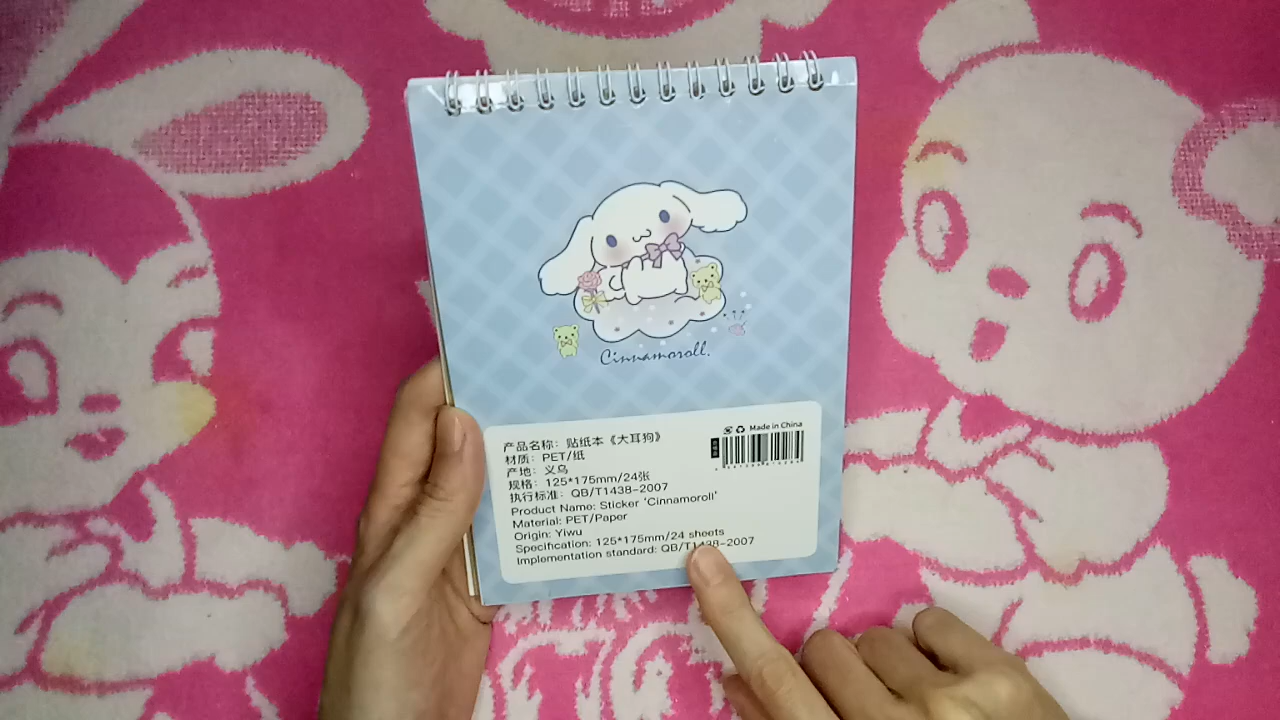 Cinnamoroll.
产品名称：贴纸本《大耳狗》
材质：PET/纸
产地：义乌
规格：125*175mm/24张
执行标准：QB/T1438-2007
Product Name: Sticker 'Cinnamoroll'
Material: PET/Paper
Origin: Yiwu
Specification: 125*175mm/24 sheets
Implementation standard: QB/T1438-2007
Made in China